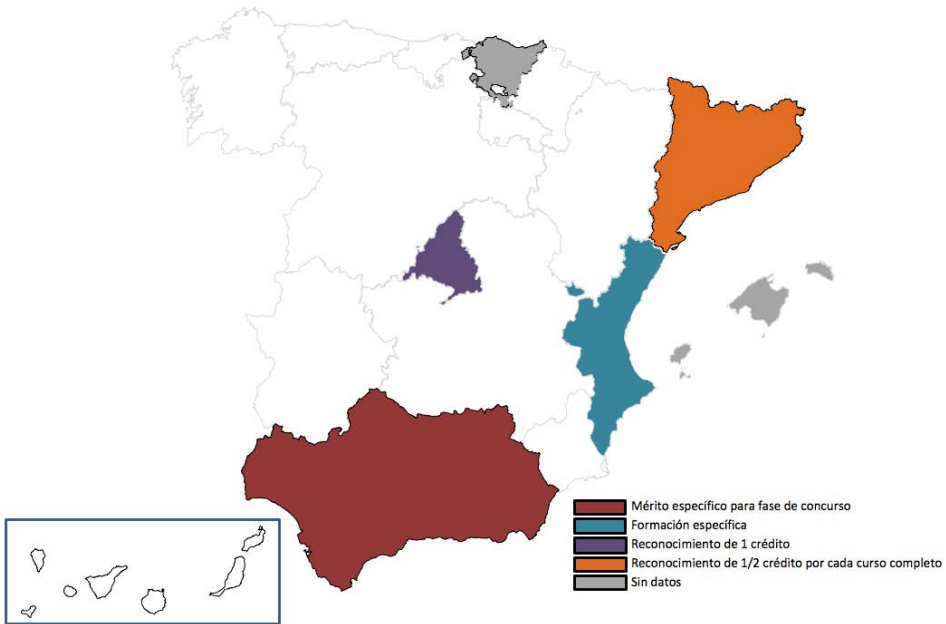 Mérito específico para fase de concurso
Formación específica
Reconocimiento de 1 crédito
Reconocimiento de 1/2 crédito por cada curso completo
Sin datos